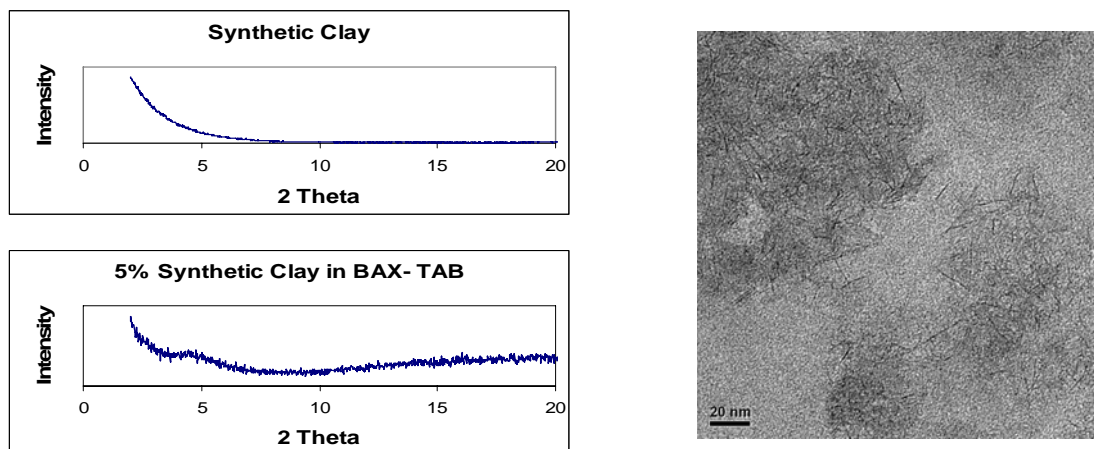 Synthetic Clay
Intensity
0 5 10 15 20
2 Theta
5% Synthetic Clay in BAX- TAB
Intensity
0 5 10 15 20
2 Theta
20 nm